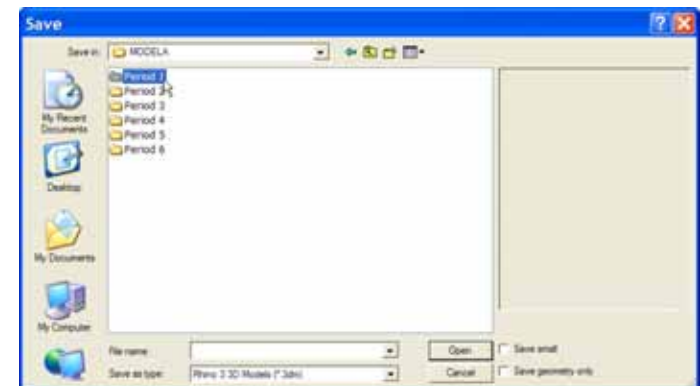 Save
Save in: MODELA
Period 1
Period 2
Period 3
Period 4
Period 5
Period 6
My Recent
Documents
Desktop
My Documents
My Computer
File name:
Open
Save small
Save as type: Rhino 3 3D Models (*.3dm)
Cancel
Save geometry only